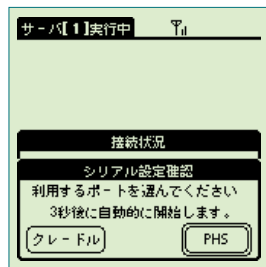 サーバ[1]実行中
接続状況
シリアル設定確認
利用するポートを選んでください
3秒後に自動的に開始します。
クレードル
PHS